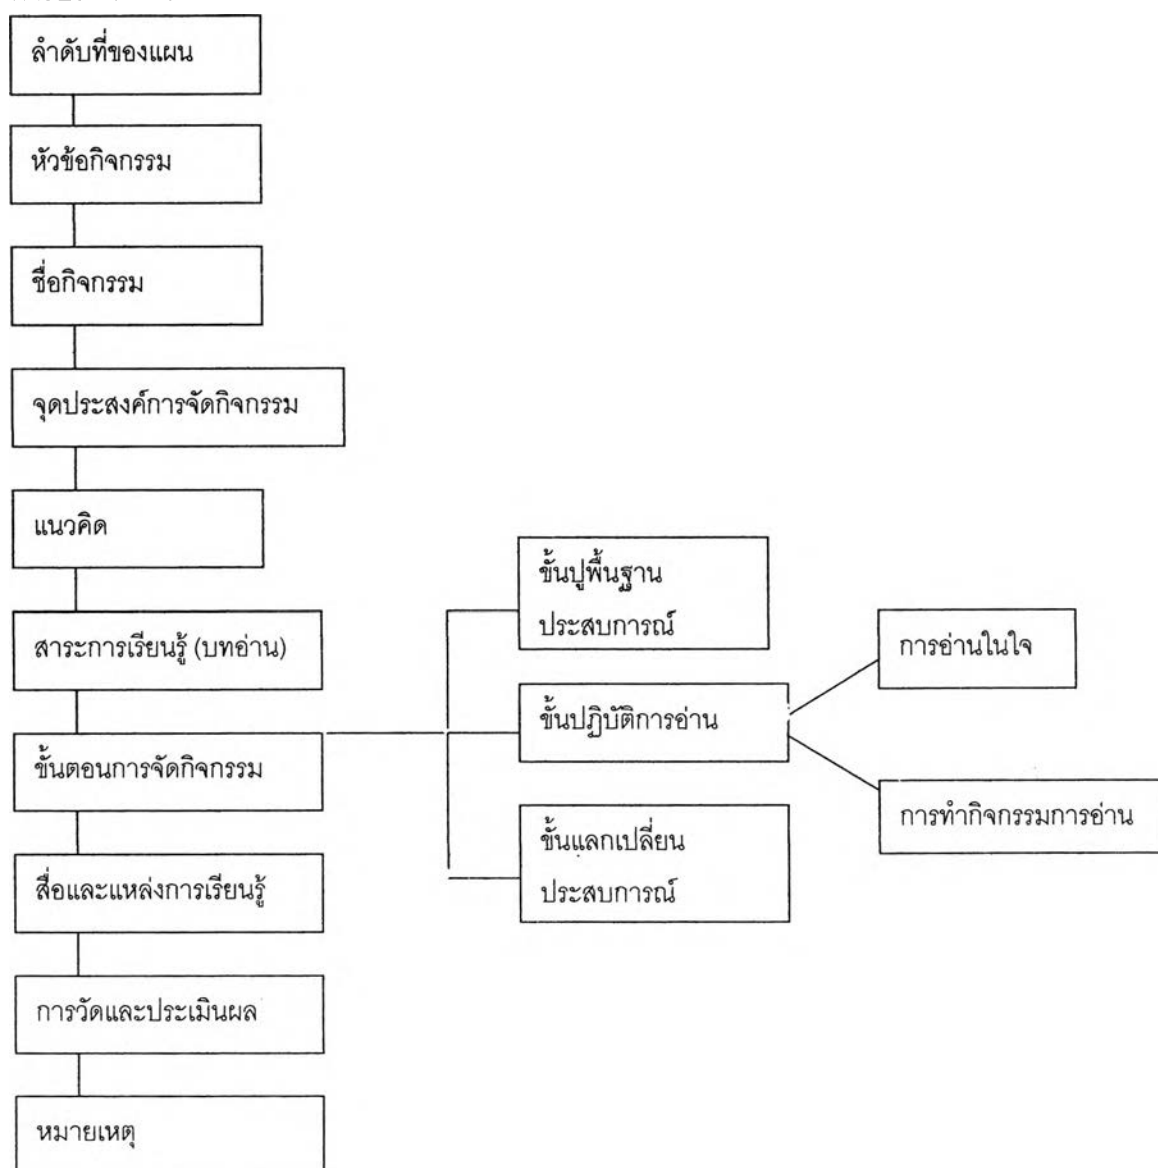 ลำดับที่ของแผน
หัวข้อกิจกรรม
ชื่อกิจกรรม
จุดประสงค์การจัดกิจกรรม
แนวคิด
สาระการเรียนรู้ (บทอ่าน)
ขั้นตอนการจัดกิจกรรม
สื่อและแหล่งการเรียนรู้
การวัดและประเมินผล
หมายเหตุ
ขั้นปูพื้นฐาน
ประสบการณ์
ขั้นปฏิบัติการอ่าน
ขั้นแลกเปลี่ยน
ประสบการณ์
การอ่านในใจ
การทำกิจกรรมการอ่าน